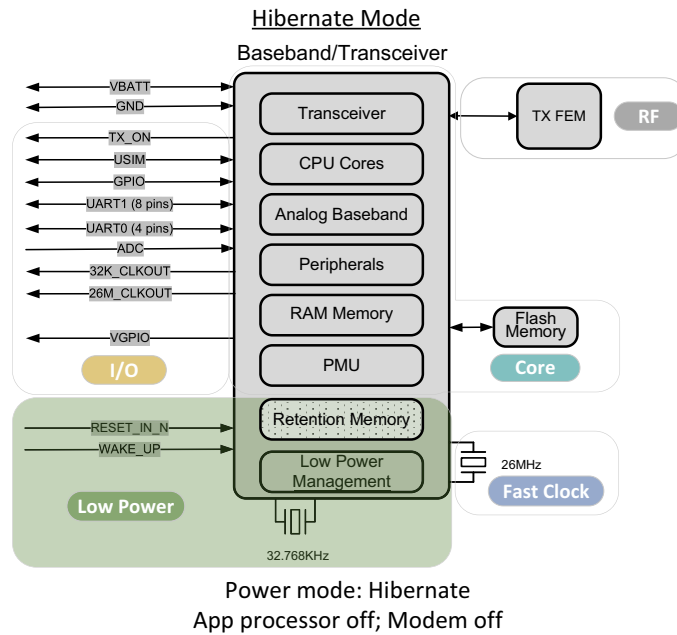 Hibernate Mode
Baseband/Transceiver
VBATT
GND
TX_ON
USIM
GPIO
UART1 (8 pins)
UART0 (4 pins)
ADC
32K_CLKOUT
26M_CLKOUT
VGPIO
I/O
Transceiver
CPU Cores
Analog Baseband
Peripherals
RAM Memory
PMU
Retention Memory
Low Power
Management
TX FEM
RF
Flash
Memory
Core
RESET_IN_N
WAKE_UP
Low Power
26MHz
Fast Clock
32.768KHz
Power mode: Hibernate
App processor off; Modem off